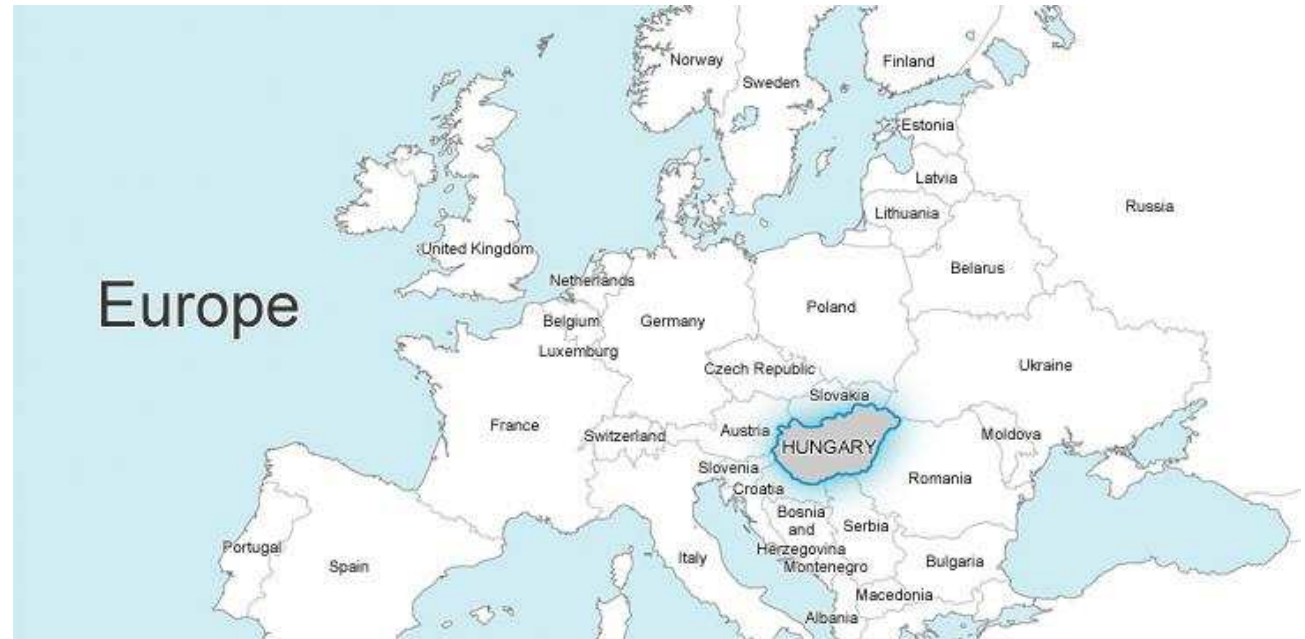 Norway
Finland
Sweden
Estonia
Latvia
Lithuania
Russia
United Kingdom
Belarus
Netherlands
Europe
Poland
Belgium
Germany
Luxemburg
Ukraine
Czech Republic
Slovakia
France
Switzerland
Austria
Moldova
HUNGARY
Slovenia
Romania
Croatia
Bosnia
and
Herzegovina
Serbia
Portugal
Spain
Italy
Montenegro
Bulgaria
Macedonia
Albania